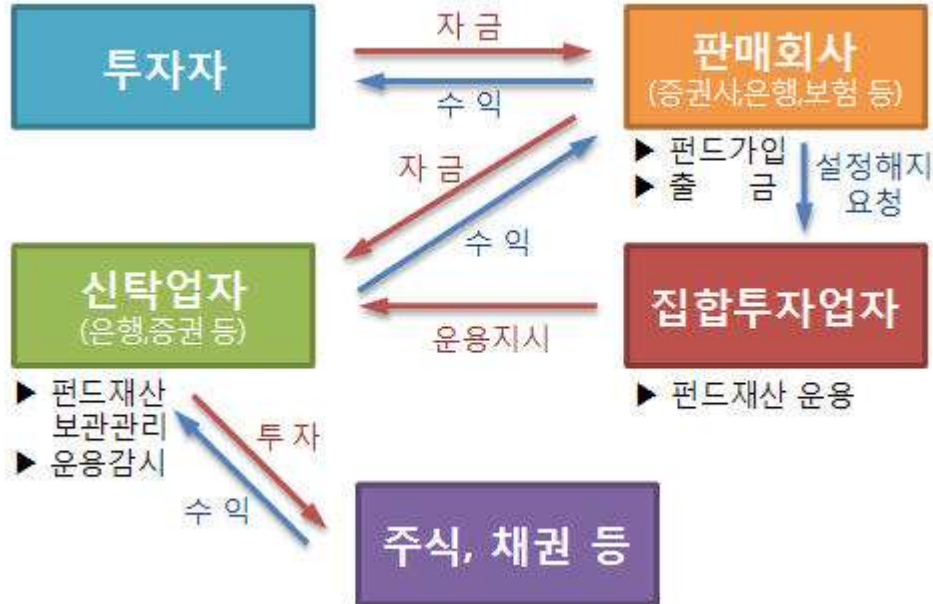 투자자
자 금
수 익
판매회사
(증권사,은행,보험 등)
▶ 펀드가입
▶ 출 금
설정해지
요청
자 금
수 익
신탁업자
(은행,증권 등)
운용지시
집합투자업자
▶ 펀드재산
보관관리
▶ 운용감시
▶ 펀드재산 운용
투 자
수 익
주식, 채권 등